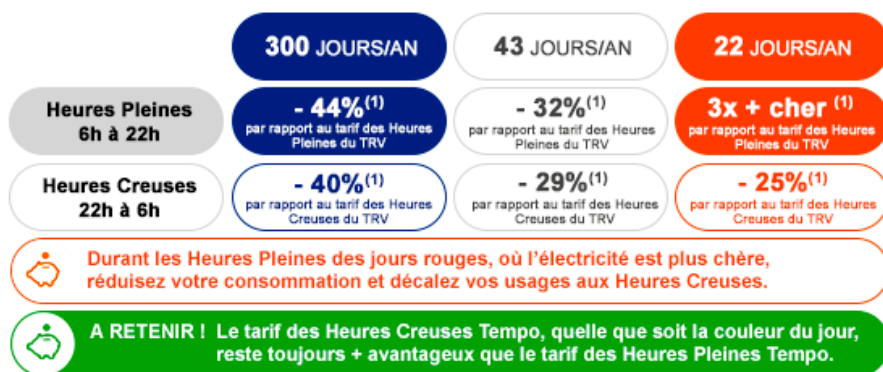 300 JOURS/AN
43 JOURS/AN
22 JOURS/AN
Heures Pleines
6h à 22h
- 44%(1)
par rapport au tarif des Heures
Pleines du TRV
- 32%(1)
par rapport au tarif des Heures
Pleines du TRV
3x + cher (1)
par rapport au tarif des Heures
Pleines du TRV
Heures Creuses
22h à 6h
- 40%(1)
par rapport au tarif des Heures
Creuses du TRV
- 29%(1)
par rapport au tarif des Heures
Creuses du TRV
- 25%(1)
par rapport au tarif des Heures
Creuses du TRV
Durant les Heures Pleines des jours rouges, où l'électricité est plus chère,
réduisez votre consommation et décalez vos usages aux Heures Creuses.
A RETENIR ! Le tarif des Heures Creuses Tempo, quelle que soit la couleur du jour,
reste toujours + avantageux que le tarif des Heures Pleines Tempo.